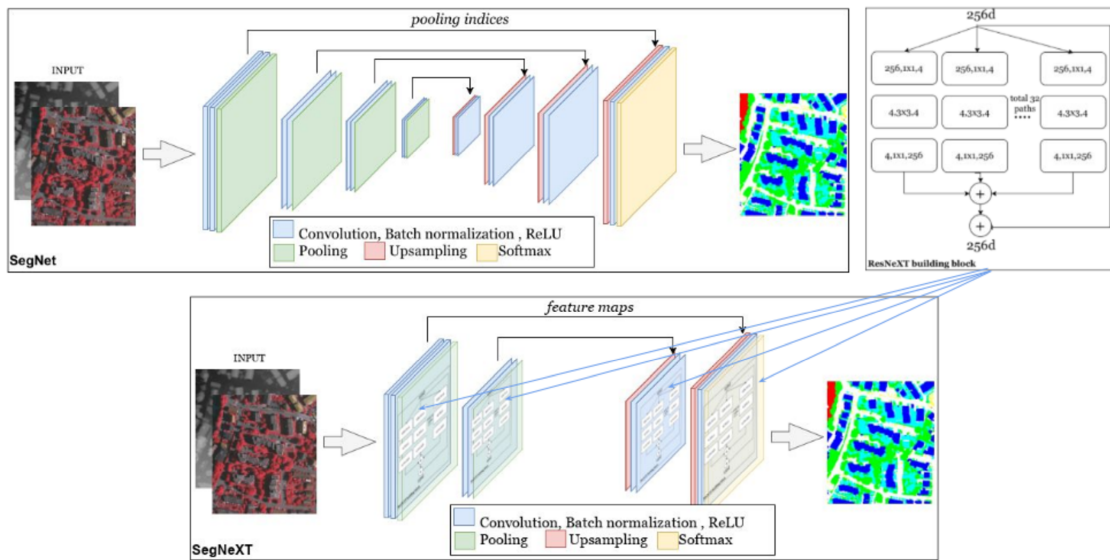 pooling indices
INPUT
Convolution, Batch normalization , ReLU
Pooling Upsampling Softmax
SegNet
256d
256,1x1,4 256,1x1,4 256,1x1,4
total 32
paths
4,3x3,4 4,3x3,4 .... 4,3x3,4
4,1x1,256 4,1x1,256 4,1x1,256
+
+
256d
ResNeXT building block
feature maps
INPUT
Convolution, Batch normalization , ReLU
Pooling Upsampling Softmax
SegNeXT